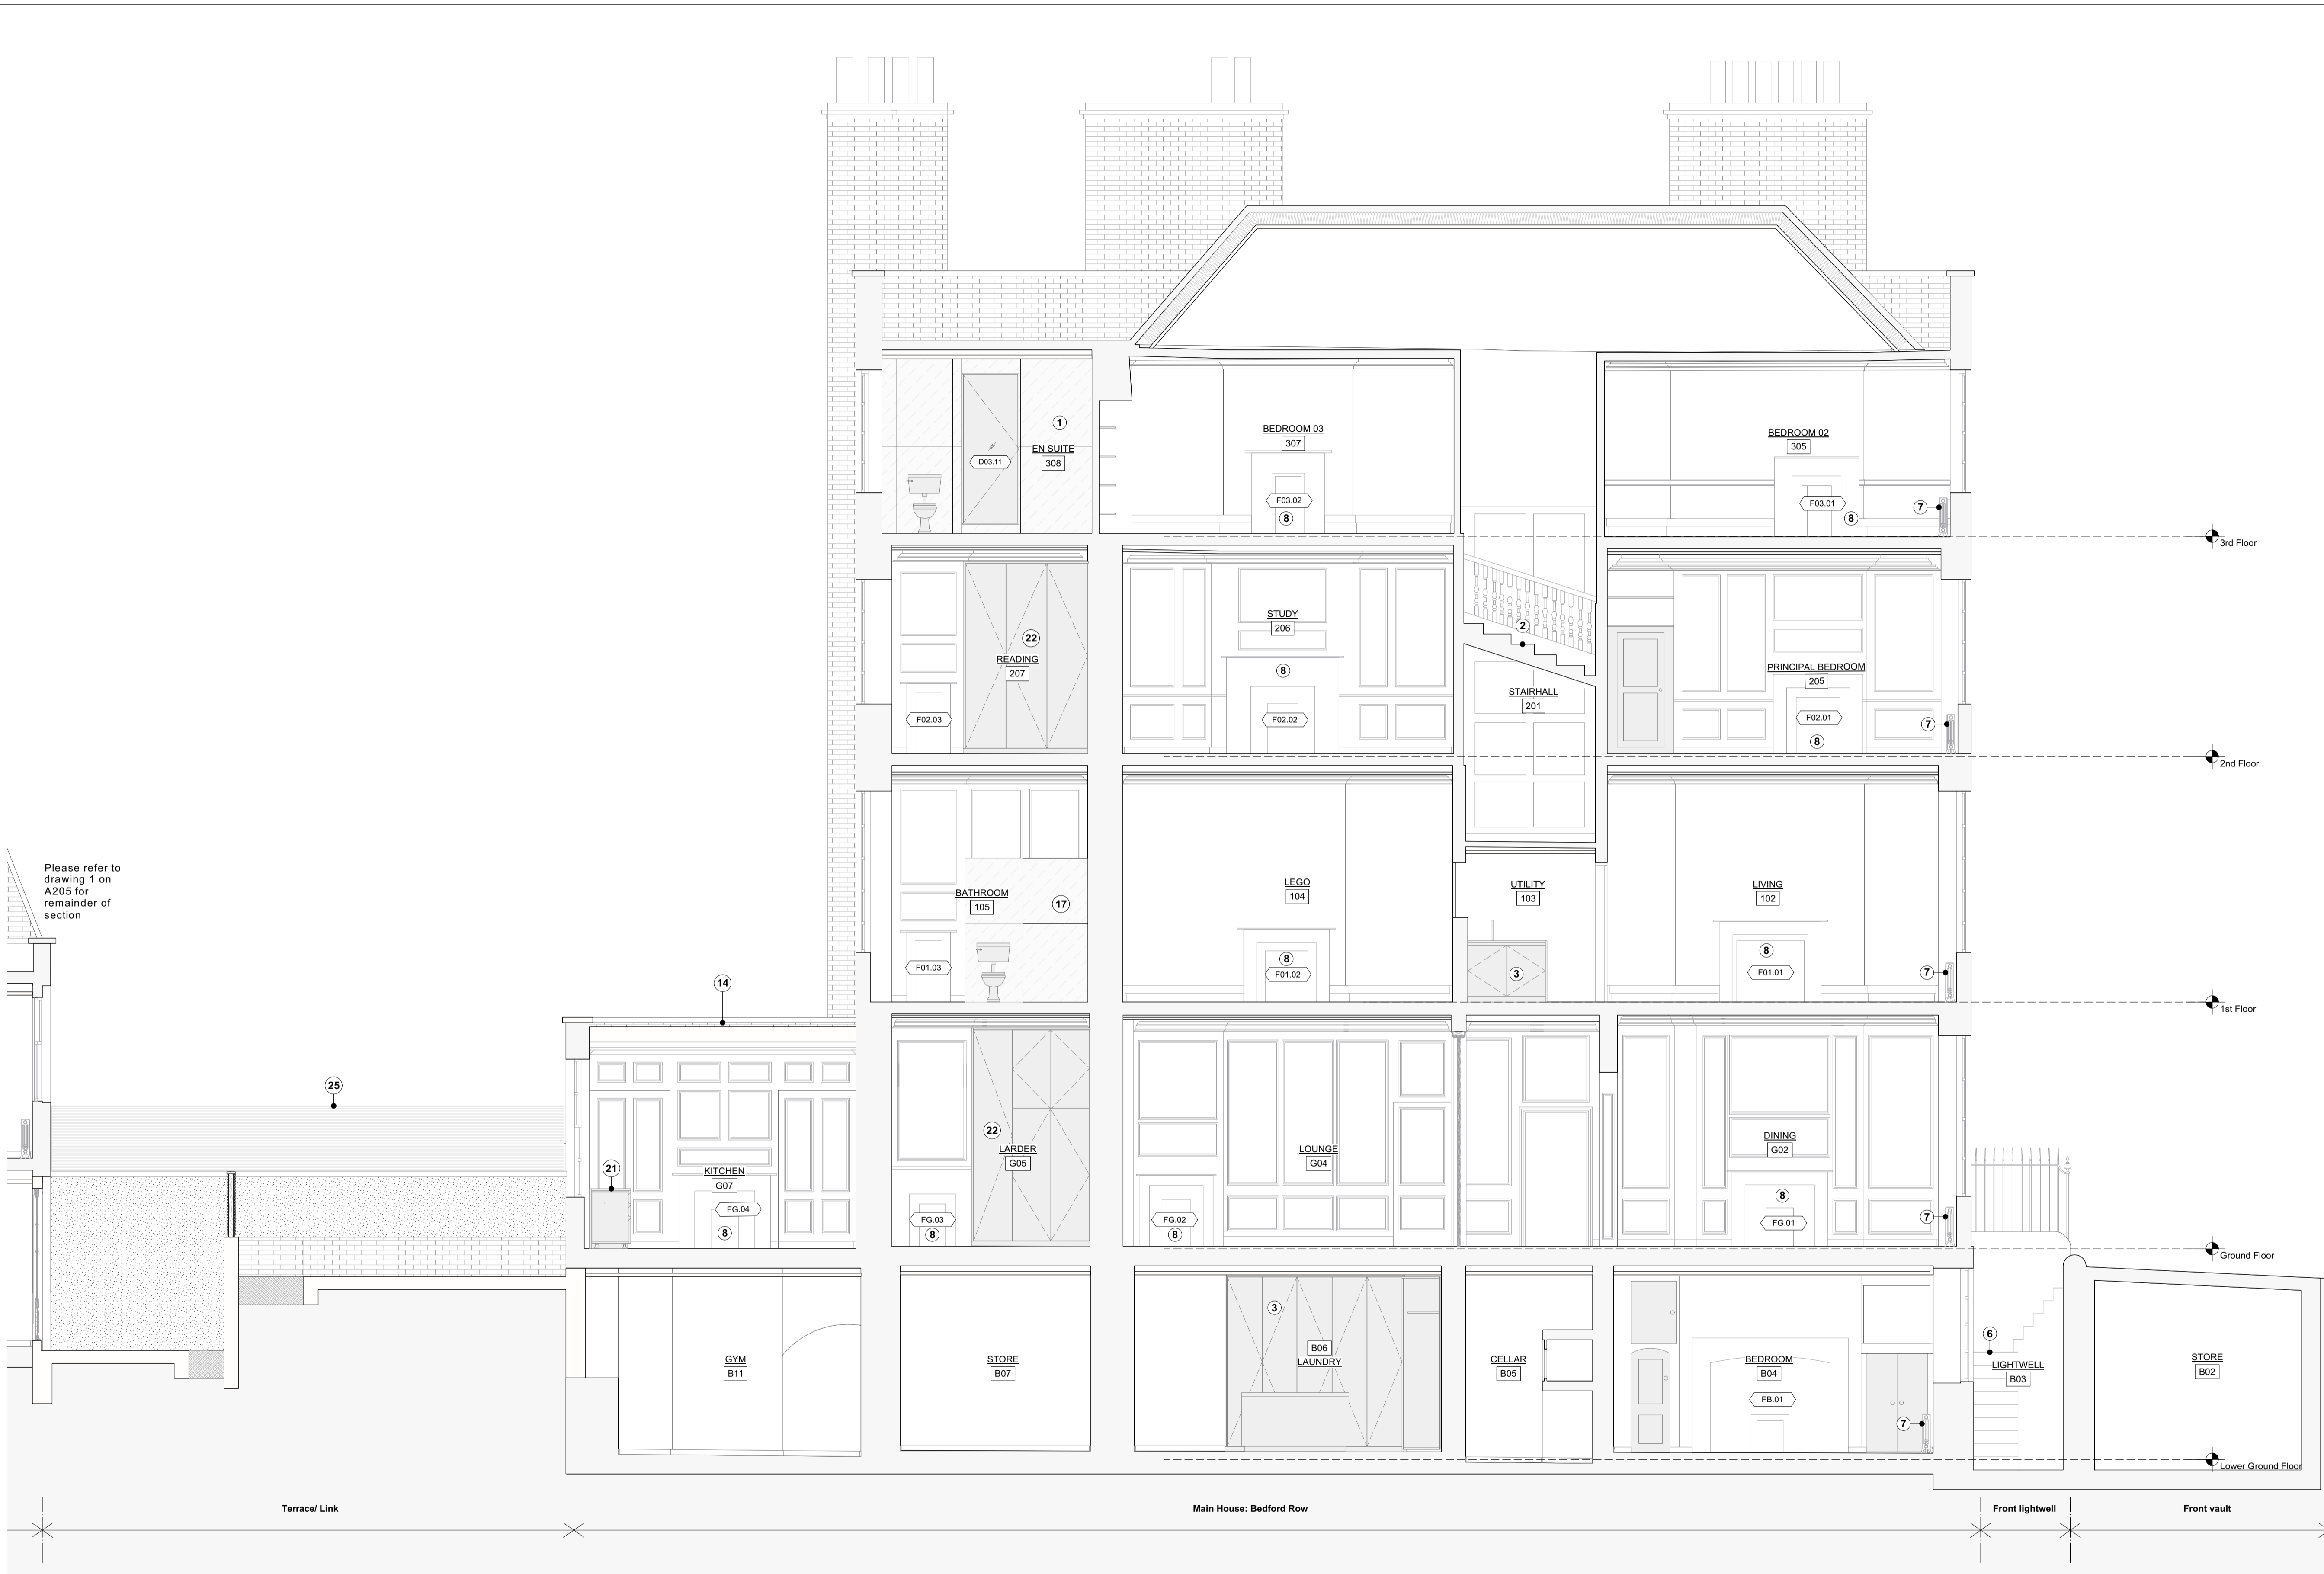 1
EN SUITE
308
D03.11
BEDROOM 03
307
F03.02
8
BEDROOM 02
305
F03.01
8
7
3rd Floor
22
READING
207
F02.03
STUDY
206
8
F02.02
2
STAIRHALL
201
PRINCIPAL BEDROOM
205
F02.01
8
7
2nd Floor
Please refer to
drawing 1 on
A205 for
remainder of
section
BATHROOM
105
17
F01.03
LEGO
104
8
F01.02
UTILITY
103
3
LIVING
102
8
F01.01
7
1st Floor
14
25
21
KITCHEN
G07
FG.04
8
22
LARDER
G05
FG.03
8
LOUNGE
G04
FG.02
8
DINING
G02
8
FG.01
7
Ground Floor
GYM
B11
STORE
B07
3
B06
LAUNDRY
CELLAR
B05
BEDROOM
B04
FB.01
7
6
LIGHTWELL
B03
STORE
B02
Lower Ground Floor
Terrace/ Link
Main House: Bedford Row
Front lightwell
Front vault